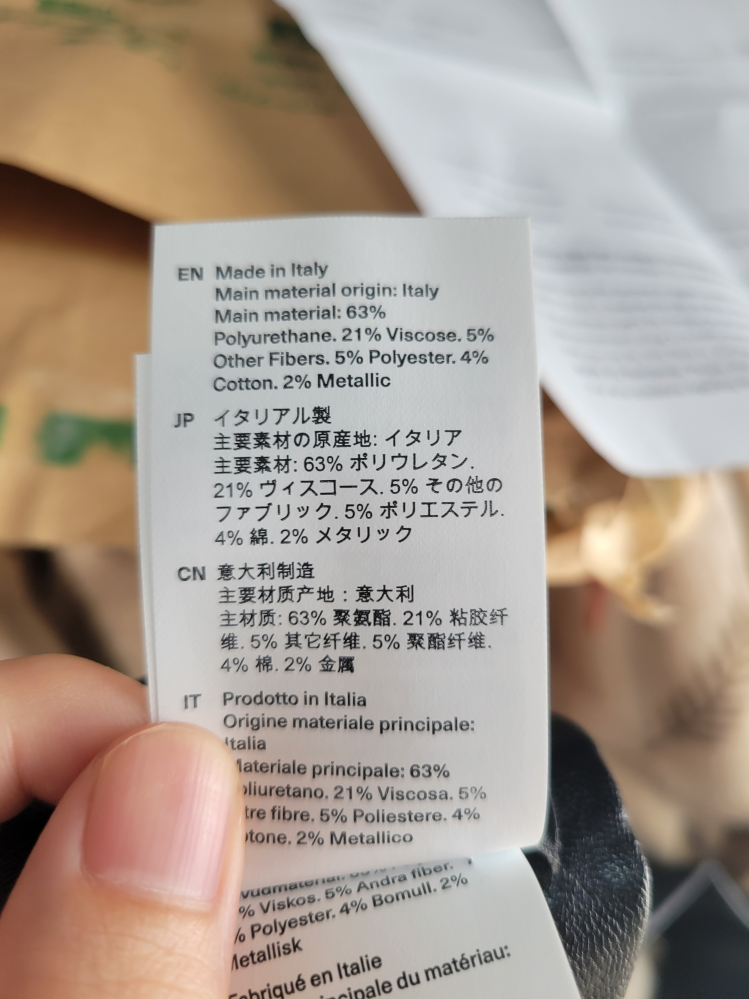 EN Made in Italy
Main material origin: Italy
Main material: 63%
Polyurethane. 21% Viscose. 5%
Other Fibers. 5% Polyester. 4%
Cotton. 2% Metallic
JP イタリアル製
主要素材の原産地: イタリア
主要素材: 63% ポリウレタン.
21% ヴィスコース. 5% その他の
ファブリック. 5% ポリエステル.
4% 綿. 2% メタリック
CN 意大利制造
主要材质产地：意大利
主材质: 63% 聚氨酯. 21% 粘胶纤
维. 5% 其它纤维. 5% 聚酯纤维.
4% 棉. 2% 金属
IT Prodotto in Italia
Origine materiale principale:
Italia
Materiale principale: 63%
oliuretano. 21% Viscosa. 5%
tre fibre. 5% Poliestere. 4%
tone. 2% Metallico
% Viskos. 5% Andra fiber.
% Polyester. 4% Bomull. 2%
Metallisk
Fabriqué en Italie
ncipale du matériau: